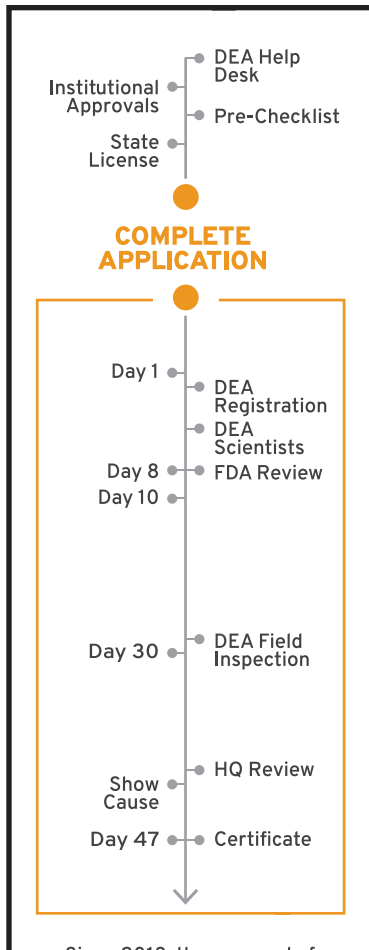 DEA Help
Desk
Institutional
Approvals
Pre-Checklist
State
License
COMPLETE
APPLICATION
Day 1
DEA
Registration
DEA
Scientists
Day 8
FDA Review
Day 10
DEA Field
Inspection
Day 30
HQ Review
Show
Cause
Day 47
Certificate